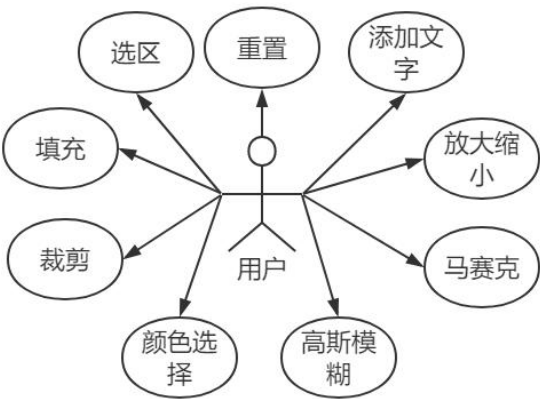 选区
重置
添加文
字
填充
放大缩
小
裁剪
用户
马赛克
颜色选
择
高斯模
糊